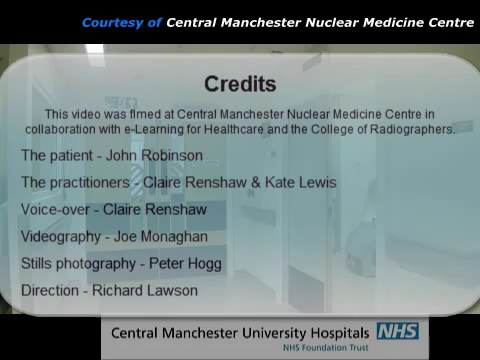 Courtesy of Central Manchester Nuclear Medicine Centre
Credits
This video was flmed at Central Manchester Nuclear Medicine Centre in
collaboration with e-Learning for Healthcare and the College of Radiographers.
The patient - John Robinson
The practitioners - Claire Renshaw & Kate Lewis
Voice-over - Claire Renshaw
Videography - Joe Monaghan
Stills photography - Peter Hogg
Direction - Richard Lawson
Central Manchester University Hospitals NHS
NHS Foundation Trust